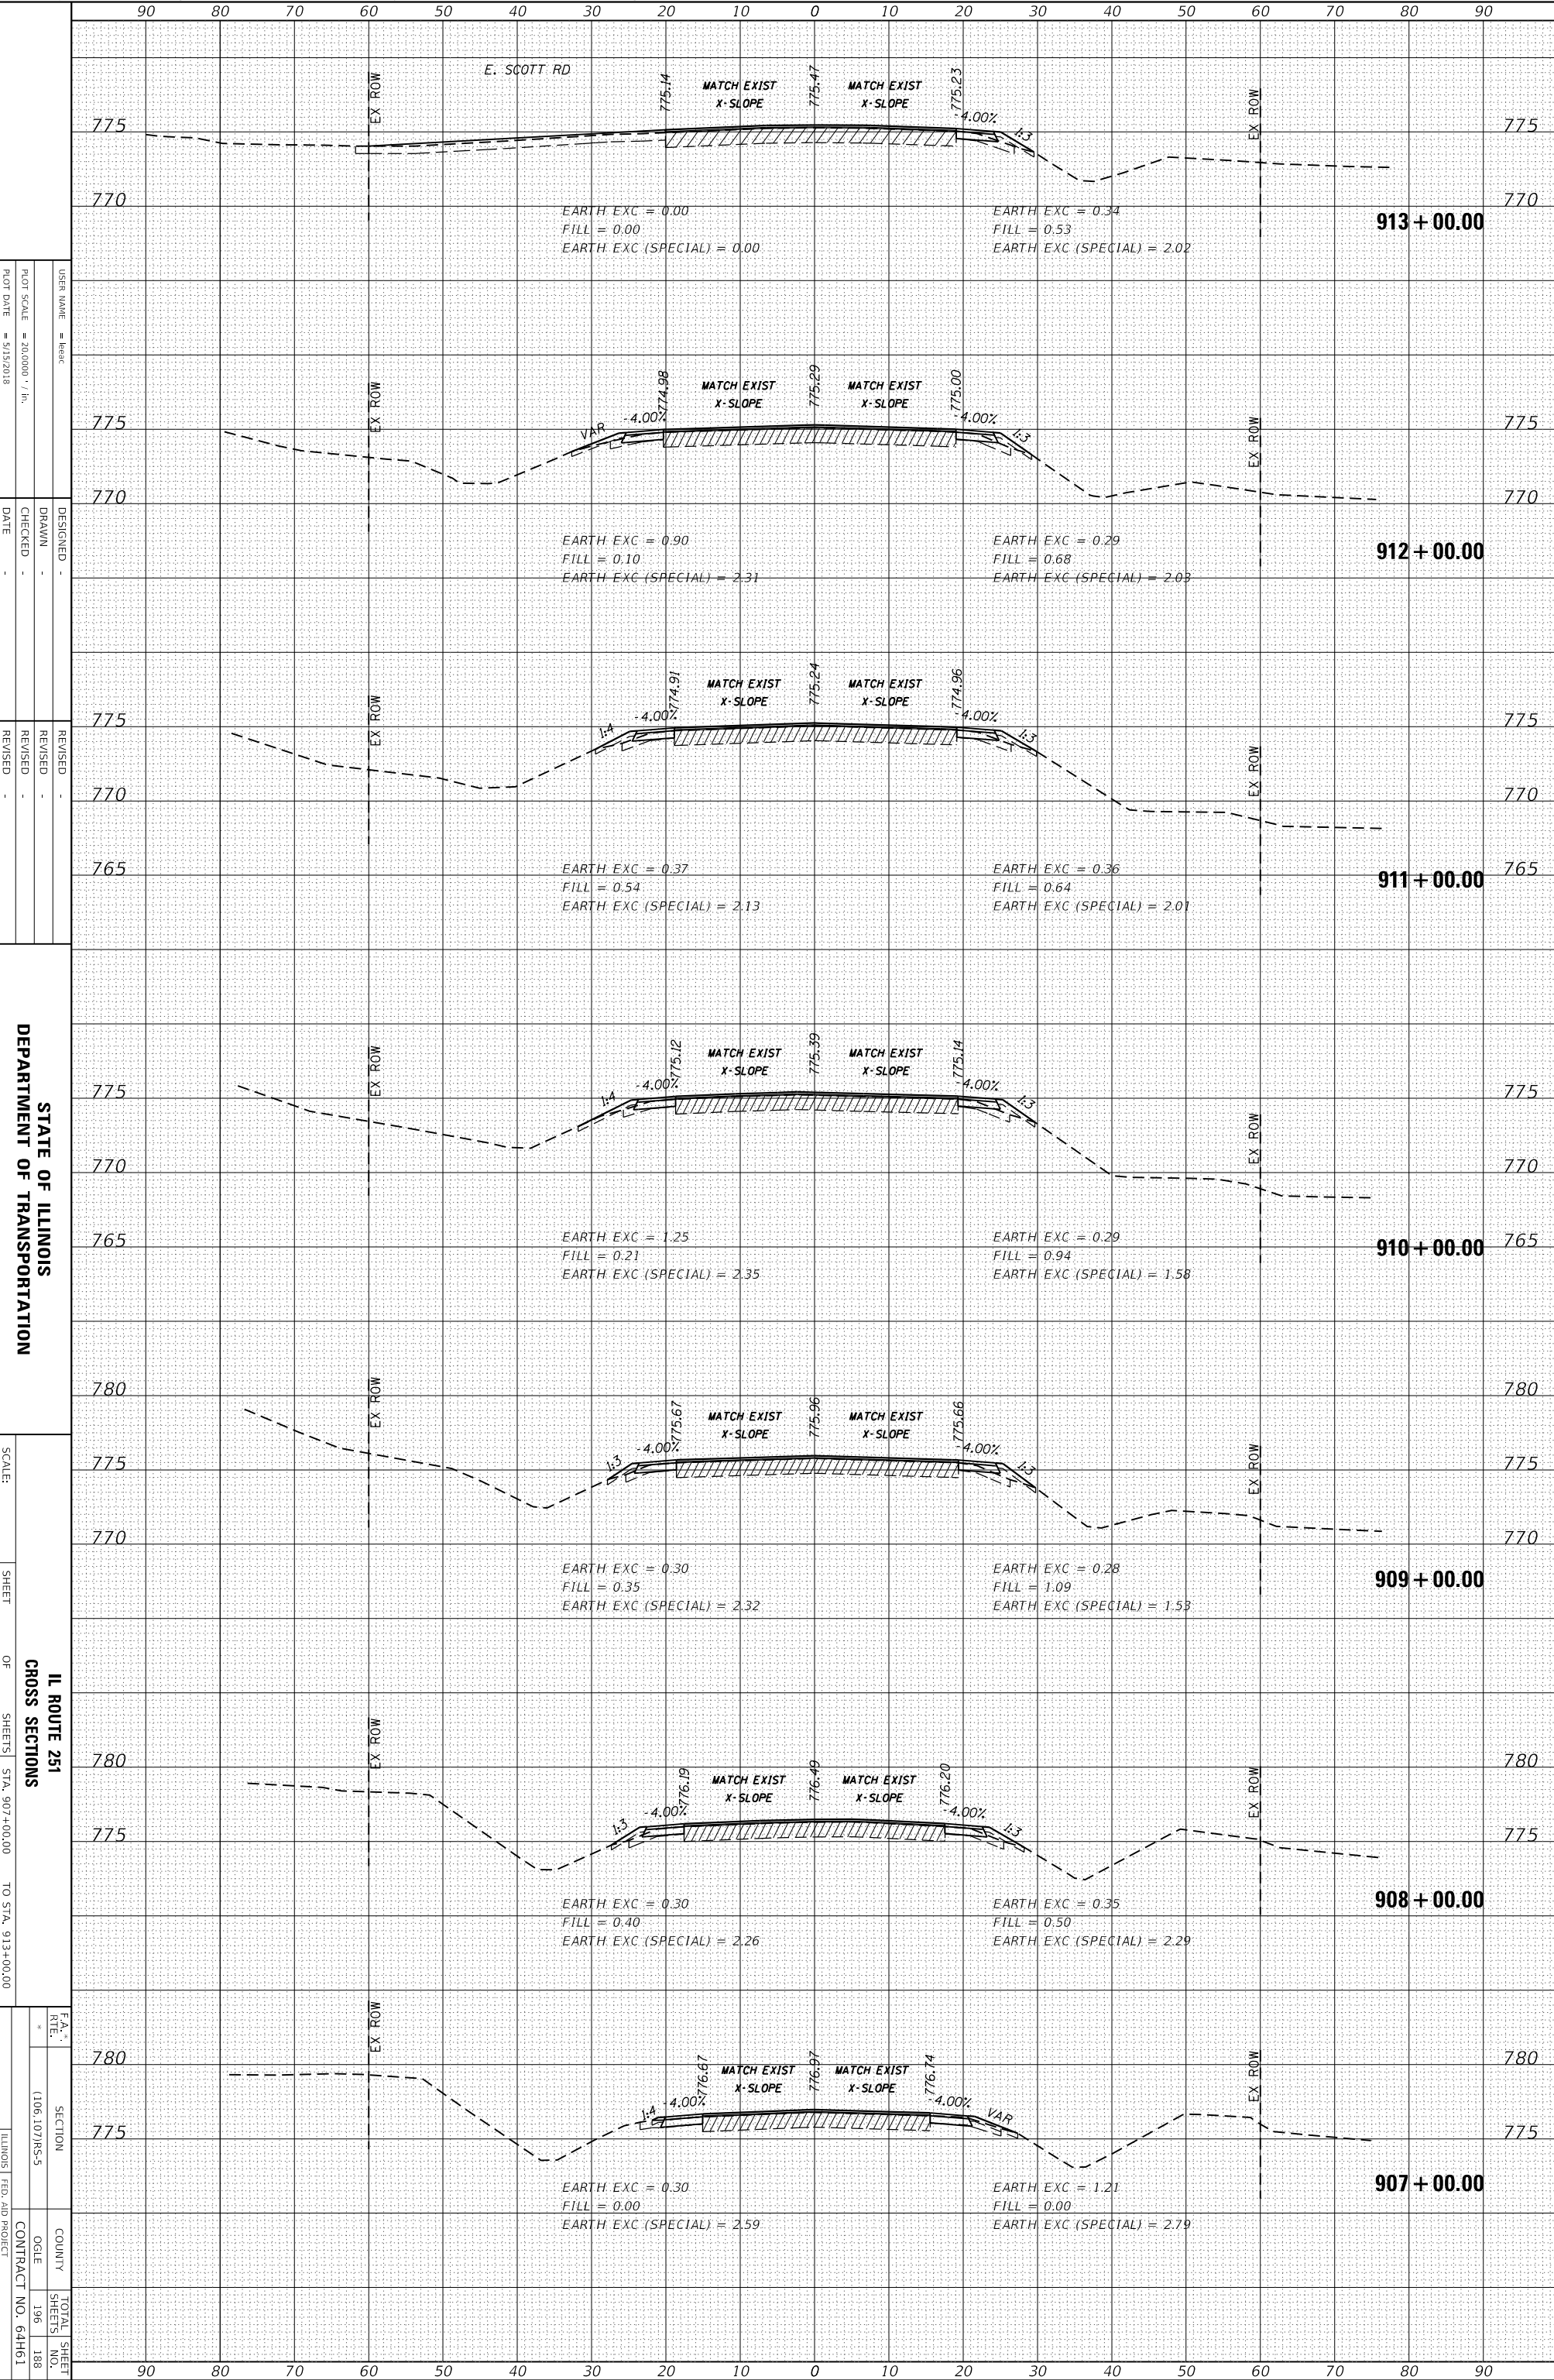 90 80 70 60 50 40 30 20 10 0 10 20 30 40 50 60 70 80 90
E. SCOTT RD
EX ROW
775.14
MATCH EXIST
X-SLOPE
775.47
MATCH EXIST
X-SLOPE
775.23
-4.00%
1:3
EX ROW
775 775
770 770
EARTH EXC = 0.00
FILL = 0.00
EARTH EXC (SPECIAL) = 0.00
EARTH EXC = 0.34
FILL = 0.53
EARTH EXC (SPECIAL) = 2.02
913+00.00
EX ROW
VAR
-4.00%
774.98
MATCH EXIST
X-SLOPE
775.29
MATCH EXIST
X-SLOPE
775.00
-4.00%
1:3
EX ROW
775 775
770 770
EARTH EXC = 0.90
FILL = 0.10
EARTH EXC (SPECIAL) = 2.31
EARTH EXC = 0.29
FILL = 0.68
EARTH EXC (SPECIAL) = 2.03
912+00.00
EX ROW
1:4
-4.00%
774.91
MATCH EXIST
X-SLOPE
775.24
MATCH EXIST
X-SLOPE
774.96
-4.00%
1:3
EX ROW
775 775
770 770
765 765
EARTH EXC = 0.37
FILL = 0.54
EARTH EXC (SPECIAL) = 2.13
EARTH EXC = 0.36
FILL = 0.64
EARTH EXC (SPECIAL) = 2.01
911+00.00
EX ROW
1:4
-4.00%
775.12
MATCH EXIST
X-SLOPE
775.39
MATCH EXIST
X-SLOPE
775.14
-4.00%
1:3
EX ROW
775 775
770 770
765 765
EARTH EXC = 1.25
FILL = 0.21
EARTH EXC (SPECIAL) = 2.35
EARTH EXC = 0.29
FILL = 0.94
EARTH EXC (SPECIAL) = 1.58
910+00.00
780 780
EX ROW
1:3
-4.00%
775.67
MATCH EXIST
X-SLOPE
775.96
MATCH EXIST
X-SLOPE
775.66
-4.00%
1:3
EX ROW
775 775
770 770
EARTH EXC = 0.30
FILL = 0.35
EARTH EXC (SPECIAL) = 2.32
EARTH EXC = 0.28
FILL = 1.09
EARTH EXC (SPECIAL) = 1.53
909+00.00
780 780
EX ROW
1:3
-4.00%
776.19
MATCH EXIST
X-SLOPE
776.49
MATCH EXIST
X-SLOPE
776.20
-4.00%
1:3
EX ROW
775 775
EARTH EXC = 0.30
FILL = 0.40
EARTH EXC (SPECIAL) = 2.26
EARTH EXC = 0.35
FILL = 0.50
EARTH EXC (SPECIAL) = 2.29
908+00.00
780 780
EX ROW
1:4
-4.00%
776.67
MATCH EXIST
X-SLOPE
776.97
MATCH EXIST
X-SLOPE
776.74
-4.00%
VAR
EX ROW
775 775
EARTH EXC = 0.30
FILL = 0.00
EARTH EXC (SPECIAL) = 2.59
EARTH EXC = 1.21
FILL = 0.00
EARTH EXC (SPECIAL) = 2.79
907+00.00
90 80 70 60 50 40 30 20 10 0 10 20 30 40 50 60 70 80 90
USER NAME = leeac
PLOT SCALE = 20.0000 ' / in.
PLOT DATE = 5/15/2018
DESIGNED -
DRAWN -
CHECKED -
DATE -
REVISED -
REVISED -
REVISED -
REVISED -
STATE OF ILLINOIS
DEPARTMENT OF TRANSPORTATION
IL ROUTE 251
CROSS SECTIONS
SCALE: SHEET OF SHEETS STA. 907+00.00 TO STA. 913+00.00
F.A.*. RTE. SECTION COUNTY TOTAL SHEETS SHEET NO.
* (106,107)RS-5 OGLE 196 188
CONTRACT NO. 64H61
ILLINOIS FED. AID PROJECT